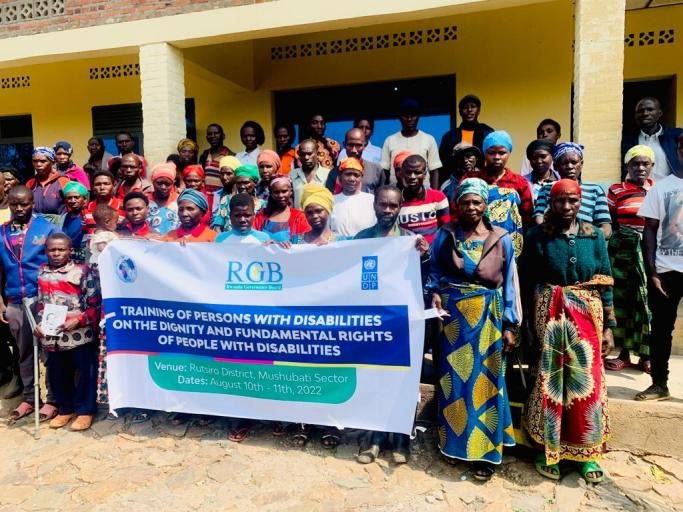 RGB
Rwanda Governance Board
UN
DP
TRAINING OF PERSONS WITH DISABILITIES
ON THE DIGNITY AND FUNDAMENTAL RIGHTS
OF PEOPLE WITH DISABILITIES
Venue: Rutsiro District, Mushubati Sector
Dates: August 10th - 11th, 2022